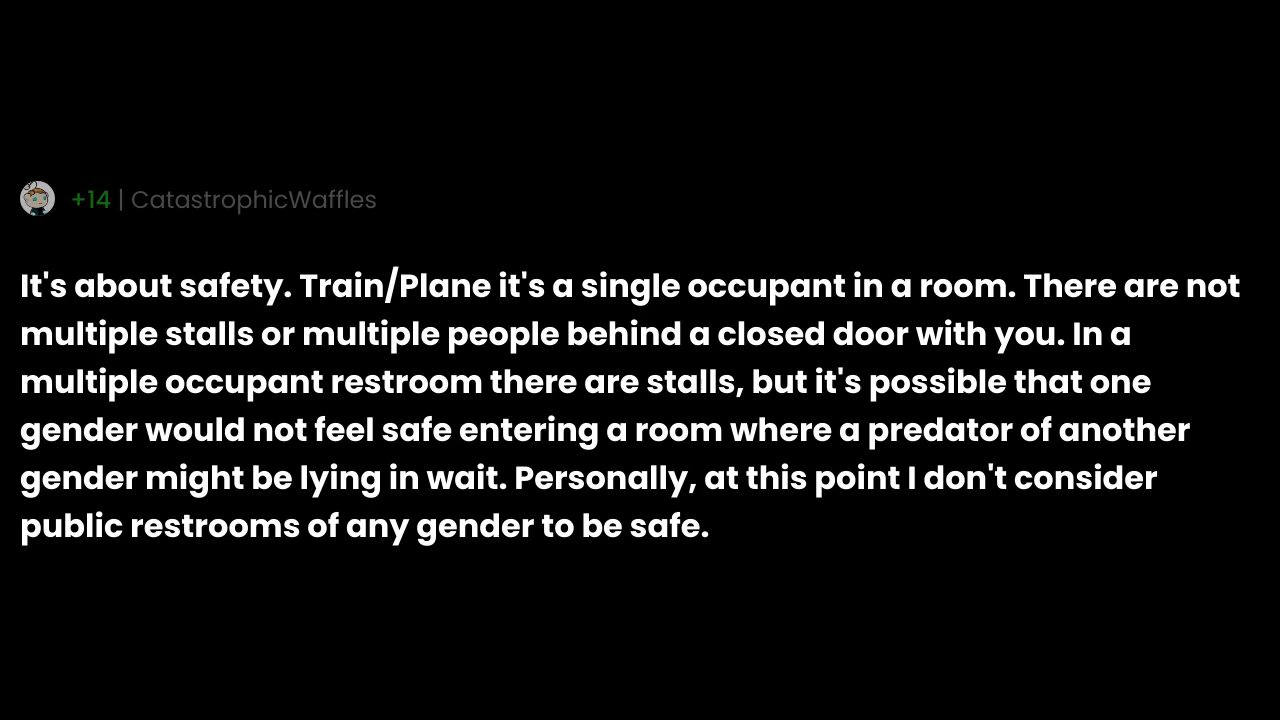 +14 | CatastrophicWaffles
It's about safety. Train/Plane it's a single occupant in a room. There are not
multiple stalls or multiple people behind a closed door with you. In a
multiple occupant restroom there are stalls, but it's possible that one
gender would not feel safe entering a room where a predator of another
gender might be lying in wait. Personally, at this point I don't consider
public restrooms of any gender to be safe.